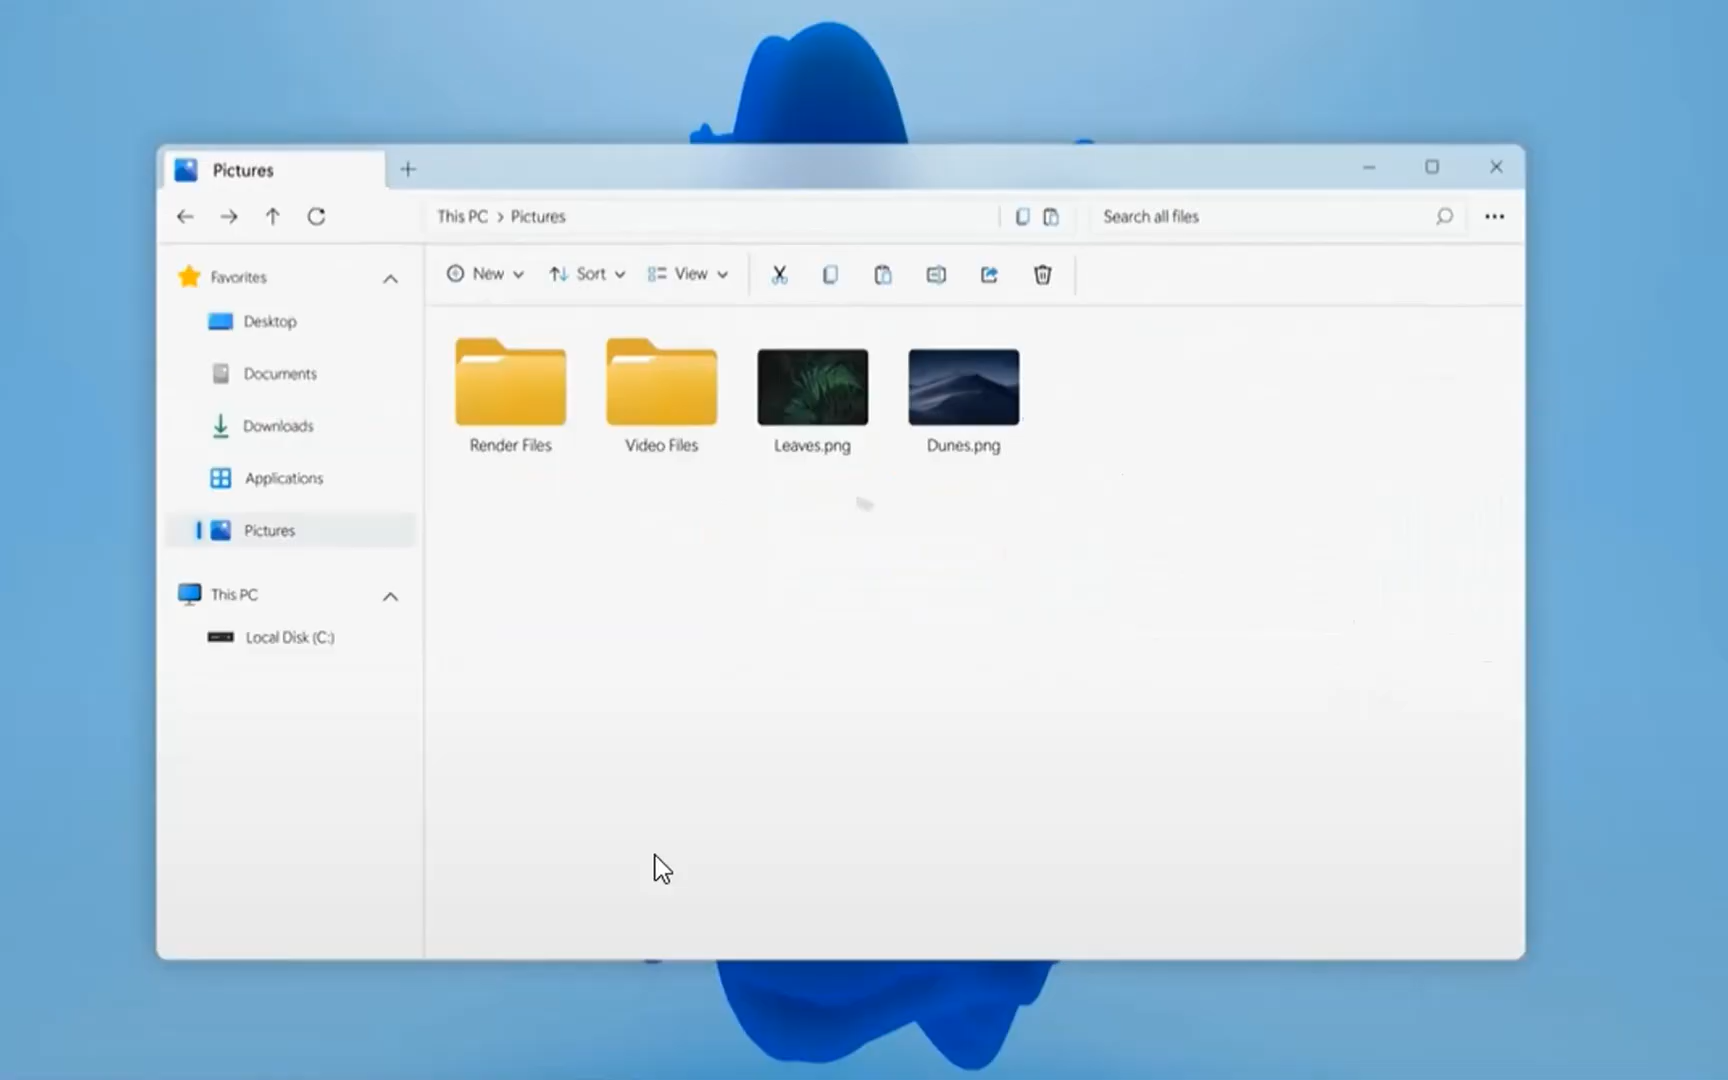 Pictures
This PC > Pictures
Search all files
Favorites
New
Sort
View
Desktop
Documents
Downloads
Applications
Pictures
This PC
Local Disk (C:)
Render Files
Video Files
Leaves.png
Dunes.png